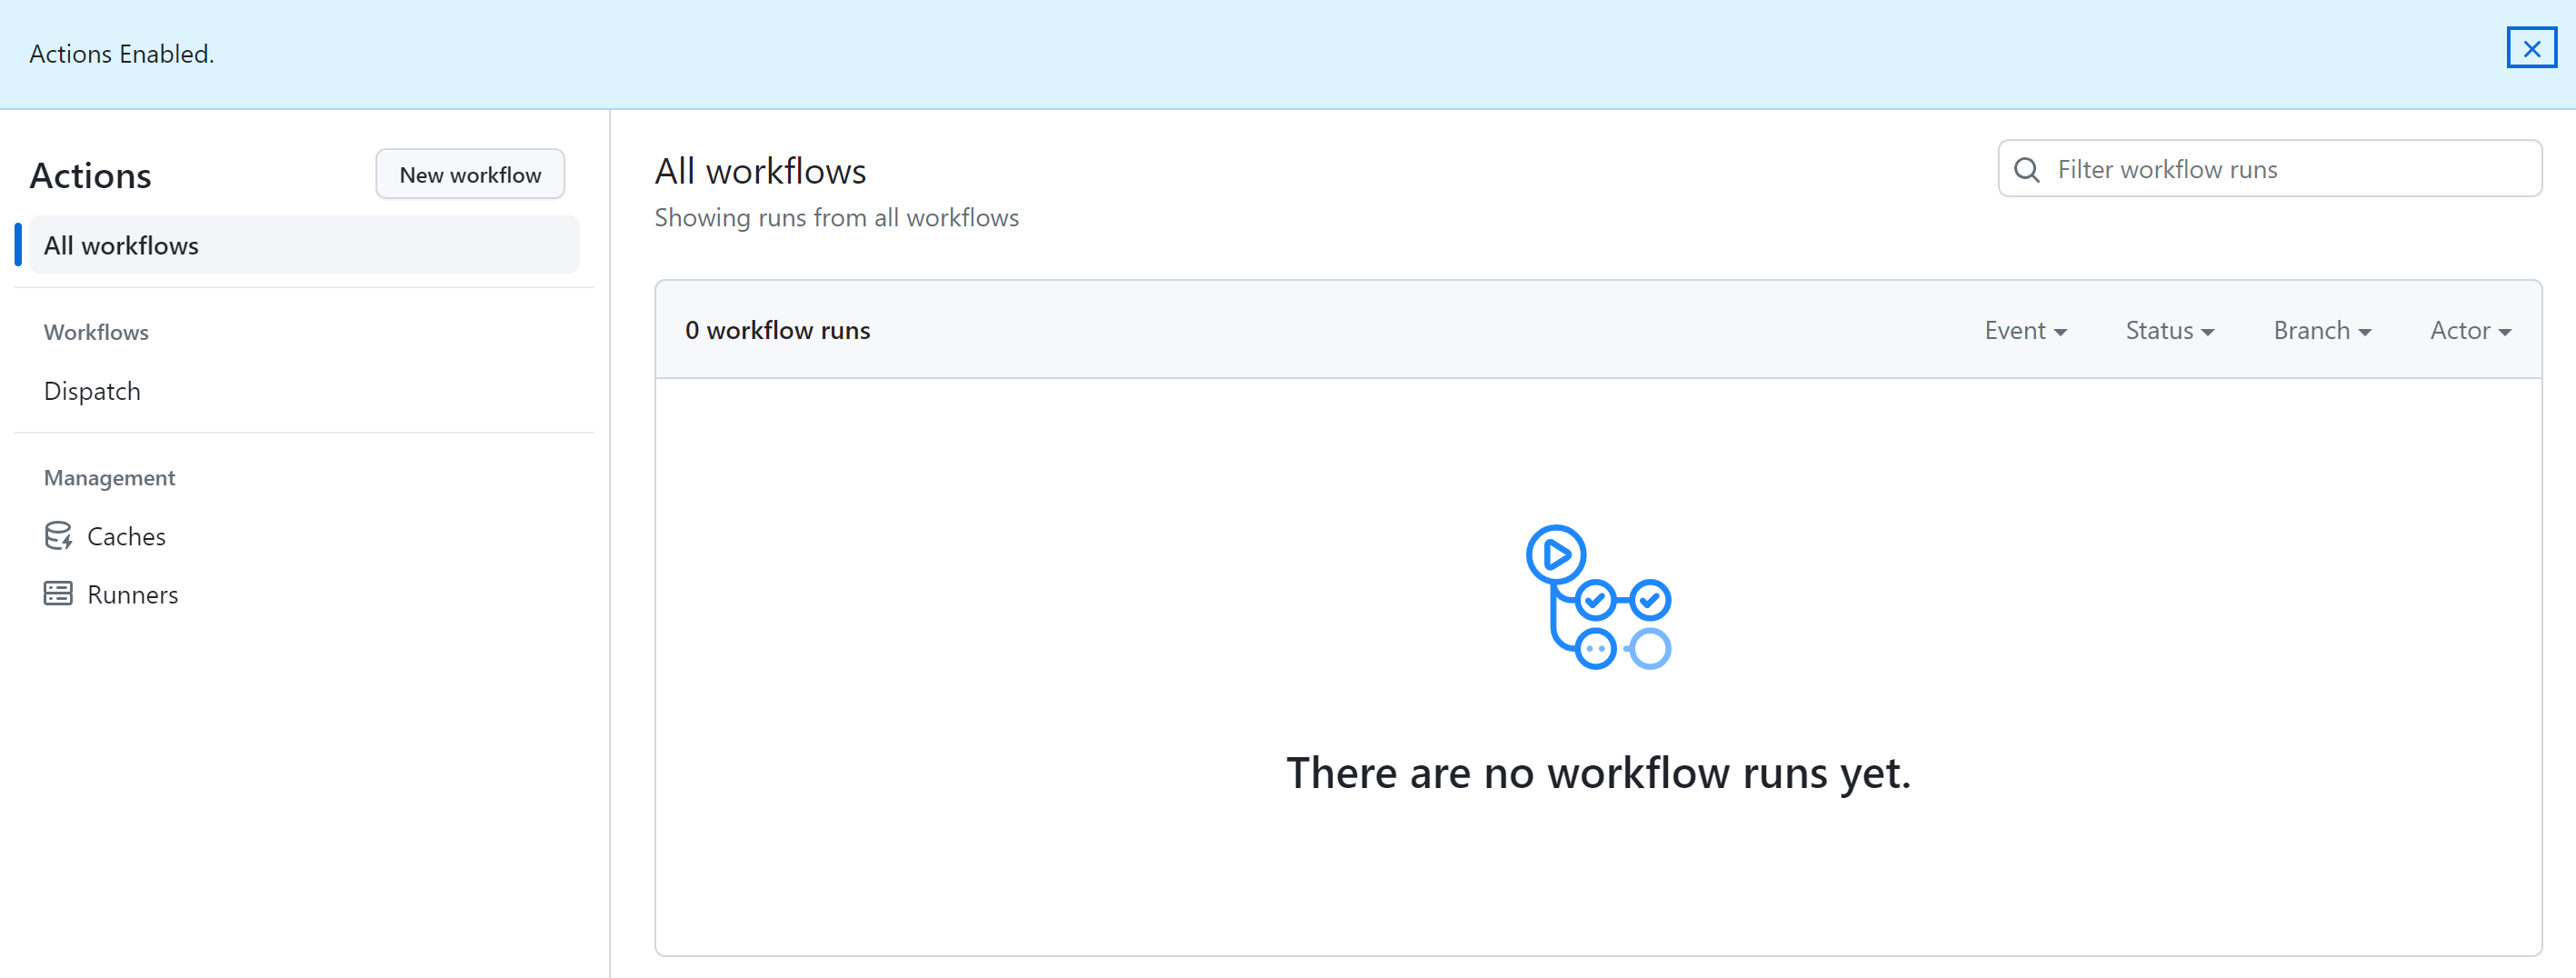 Actions Enabled.
Actions
New workflow
All workflows
Workflows
Dispatch
Management
Caches
Runners
All workflows
Showing runs from all workflows
Filter workflow runs
0 workflow runs
Event
Status
Branch
Actor
There are no workflow runs yet.